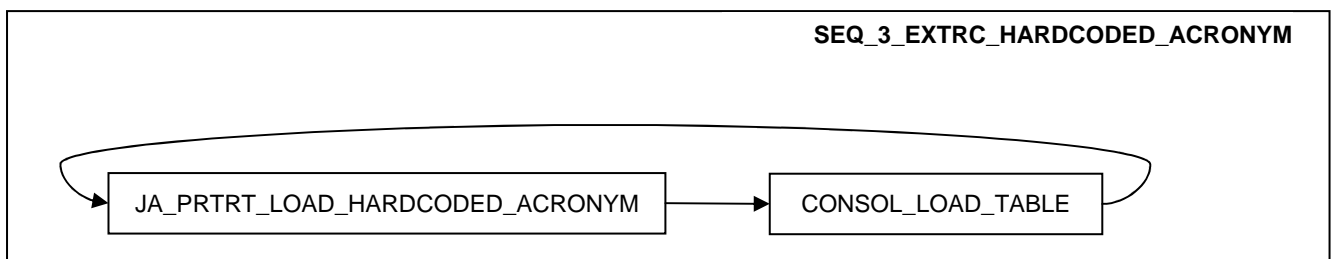 SEQ_3_EXTRC_HARDCODED_ACRONYM
JA_PRTRT_LOAD_HARDCODED_ACRONYM
CONSOL_LOAD_TABLE